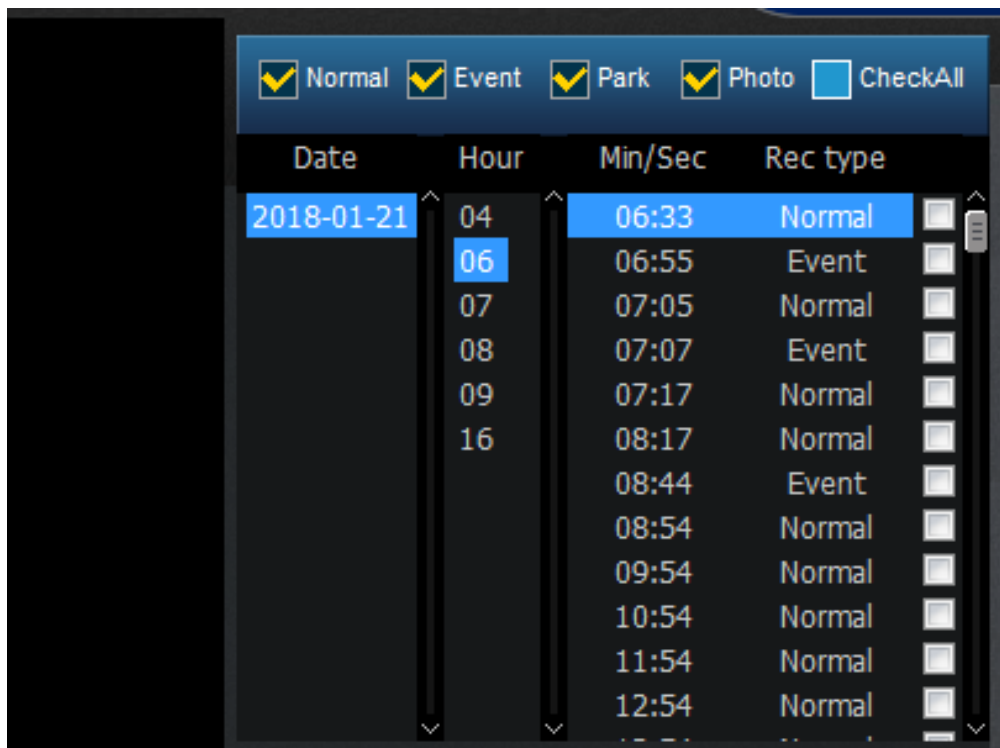 Normal Event Park Photo CheckAll
Date Hour Min/Sec Rec type
2018-01-21 04 06:33 Normal
06 06:55 Event
07 07:05 Normal
08 07:07 Event
09 07:17 Normal
16 08:17 Normal
08:44 Event
08:54 Normal
09:54 Normal
10:54 Normal
11:54 Normal
12:54 Normal